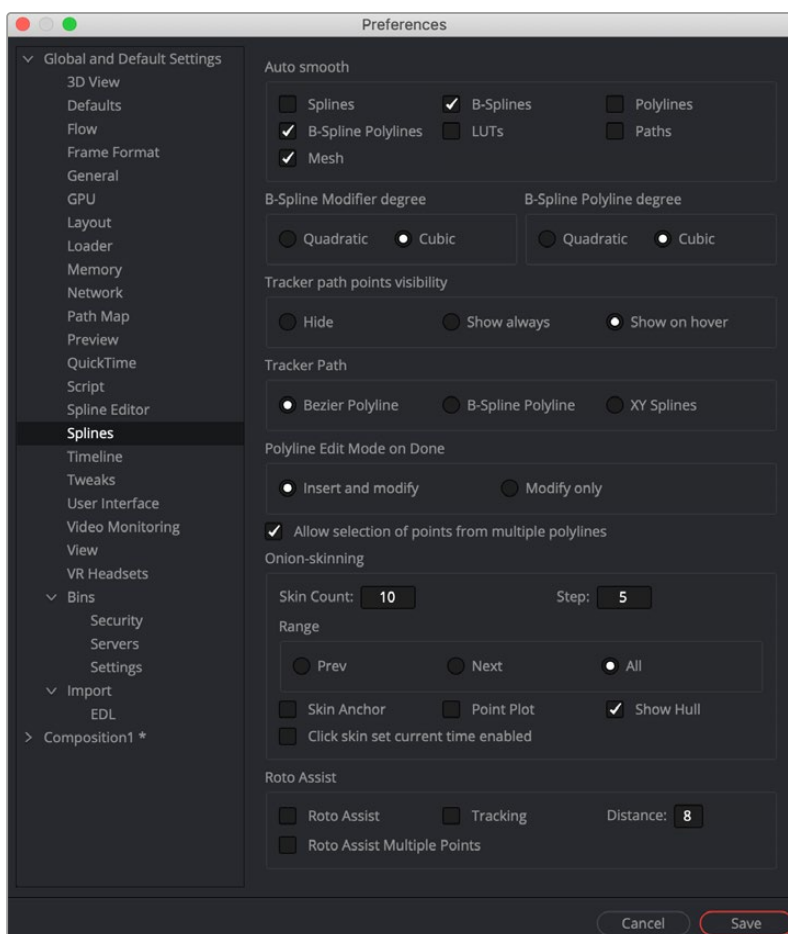 Preferences
Global and Default Settings
3D View
Defaults
Flow
Frame Format
General
GPU
Layout
Loader
Memory
Network
Path Map
Preview
QuickTime
Script
Spline Editor
Splines
Timeline
Tweaks
User Interface
Video Monitoring
View
VR Headsets
Bins
Security
Servers
Settings
Import
EDL
Composition1 *
Auto smooth
Splines B-Splines Polylines
B-Spline Polylines LUTs Paths
Mesh
B-Spline Modifier degree B-Spline Polyline degree
Quadratic Cubic Quadratic Cubic
Tracker path points visibility
Hide Show always Show on hover
Tracker Path
Bezier Polyline B-Spline Polyline XY Splines
Polyline Edit Mode on Done
Insert and modify Modify only
Allow selection of points from multiple polylines
Onion-skinning
Skin Count: 10 Step: 5
Range
Prev Next All
Skin Anchor Point Plot Show Hull
Click skin set current time enabled
Roto Assist
Roto Assist Tracking Distance: 8
Roto Assist Multiple Points
Cancel Save